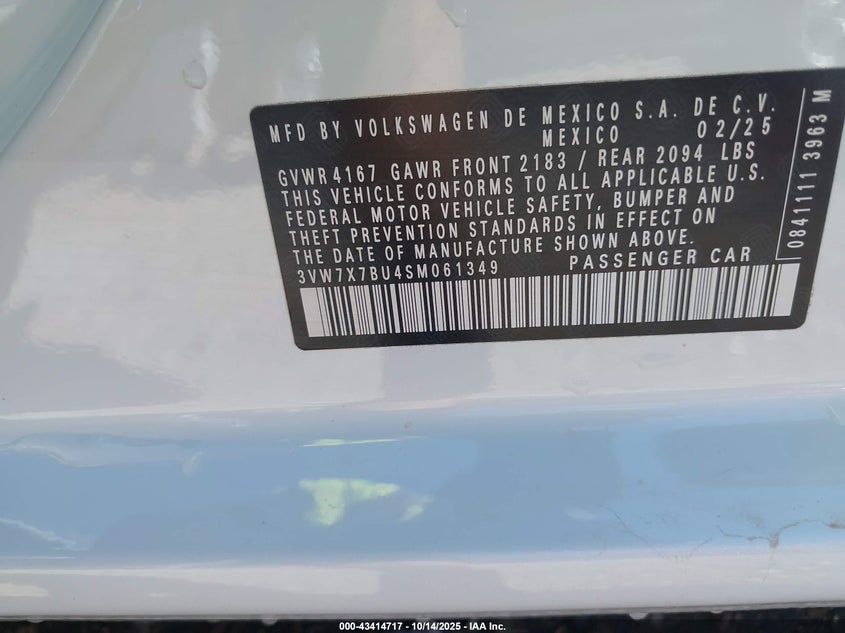 MFD BY VOLKSWAGEN DE MEXICO S.A. DE C.V.
MEXICO 02/25
GVWR 4167 GAWR FRONT 2183 / REAR 2094 LBS
THIS VEHICLE CONFORMS TO ALL APPLICABLE U.S.
FEDERAL MOTOR VEHICLE SAFETY, BUMPER AND
THEFT PREVENTION STANDARDS IN EFFECT ON
THE DATE OF MANUFACTURE SHOWN ABOVE.
3VW7X7BU4SM061349 PASSENGER CAR
0841111 3963 M
000-43414717 - 10/14/2025 - IAA Inc.